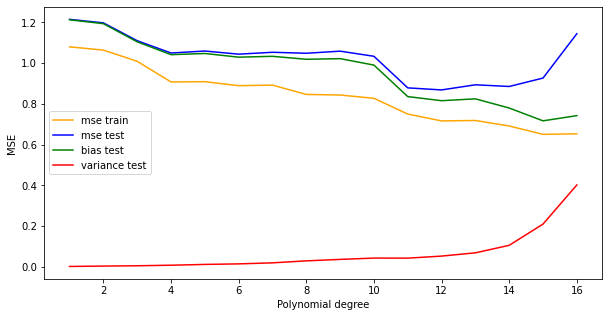 1.2
1.0
0.8
0.6
0.4
0.2
0.0
MSE
mse train
mse test
bias test
variance test
2 4 6 8 10 12 14 16
Polynomial degree